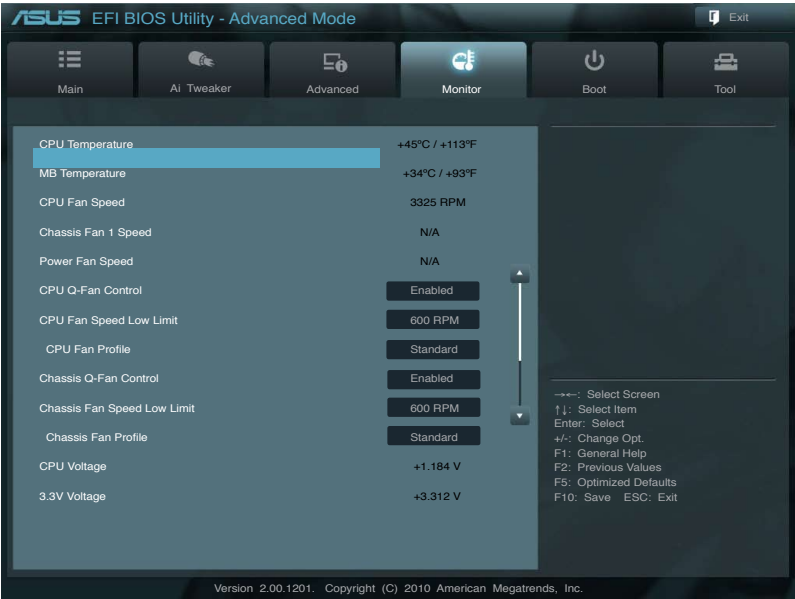 ASUS EFI BIOS Utility - Advanced Mode
Exit
Main
Ai Tweaker
Advanced
Monitor
Boot
Tool
CPU Temperature +45ºC / +113ºF
MB Temperature +34ºC / +93ºF
CPU Fan Speed 3325 RPM
Chassis Fan 1 Speed N/A
Power Fan Speed N/A
CPU Q-Fan Control Enabled
CPU Fan Speed Low Limit 600 RPM
CPU Fan Profile Standard
Chassis Q-Fan Control Enabled
Chassis Fan Speed Low Limit 600 RPM
Chassis Fan Profile Standard
CPU Voltage +1.184 V
3.3V Voltage +3.312 V
→←: Select Screen
↑↓: Select Item
Enter: Select
+/-: Change Opt.
F1: General Help
F2: Previous Values
F5: Optimized Defaults
F10: Save ESC: Exit
Version 2.00.1201. Copyright (C) 2010 American Megatrends, Inc.